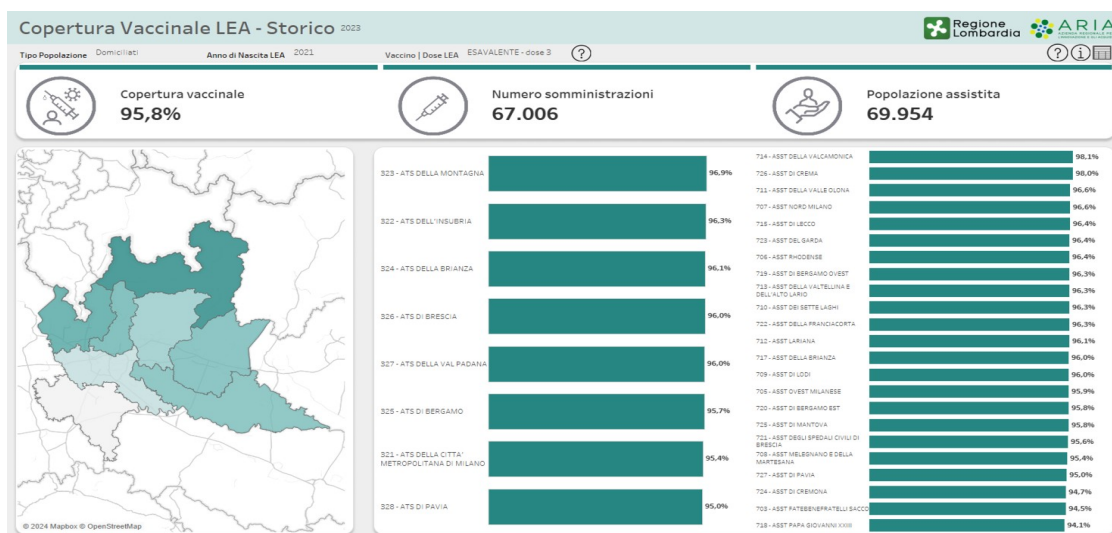 Copertura Vaccinale LEA - Storico 2023
Regione Lombardia
ARIA
Tipo Popolazione Domiciliati
Anno di Nascita LEA 2021
Vaccino | Dose LEA ESAVALENTE - dose 3
?
? i
Copertura vaccinale
95,8%
Numero somministrazioni
67.006
Popolazione assistita
69.954
© 2024 Mapbox © OpenStreetMap
323 - ATS DELLA MONTAGNA 96,9%
322 - ATS DELL'INSUBRIA 96,3%
324 - ATS DELLA BRIANZA 96,1%
326 - ATS DI BRESCIA 96,0%
327 - ATS DELLA VAL PADANA 96,0%
325 - ATS DI BERGAMO 95,7%
321 - ATS DELLA CITTA'
METROPOLITANA DI MILANO 95,4%
328 - ATS DI PAVIA 95,0%
714 - ASST DELLA VALCAMONICA 98,1%
726 - ASST DI CREMA 98,0%
711 - ASST DELLA VALLE OLONA 96,6%
707 - ASST NORD MILANO 96,6%
715 - ASST DI LECCO 96,4%
723 - ASST DEL GARDA 96,4%
706 - ASST RHODENSE 96,4%
719 - ASST DI BERGAMO OVEST 96,3%
713 - ASST DELLA VALTELLINA E
DELL'ALTO LARIO 96,3%
710 - ASST DEI SETTE LAGHI 96,3%
722 - ASST DELLA FRANCIACORTA 96,3%
712 - ASST LARIANA 96,1%
717 - ASST DELLA BRIANZA 96,0%
709 - ASST DI LODI 96,0%
705 - ASST OVEST MILANESE 95,9%
720 - ASST DI BERGAMO EST 95,8%
725 - ASST DI MANTOVA 95,8%
721 - ASST DEGLI SPEDALI CIVILI DI
BRESCIA 95,6%
708 - ASST MELEGNANO E DELLA
MARTESANA 95,4%
727 - ASST DI PAVIA 95,0%
724 - ASST DI CREMONA 94,7%
703 - ASST FATEBENEFRATELLI SACCO 94,5%
718 - ASST PAPA GIOVANNI XXIII 94,1%